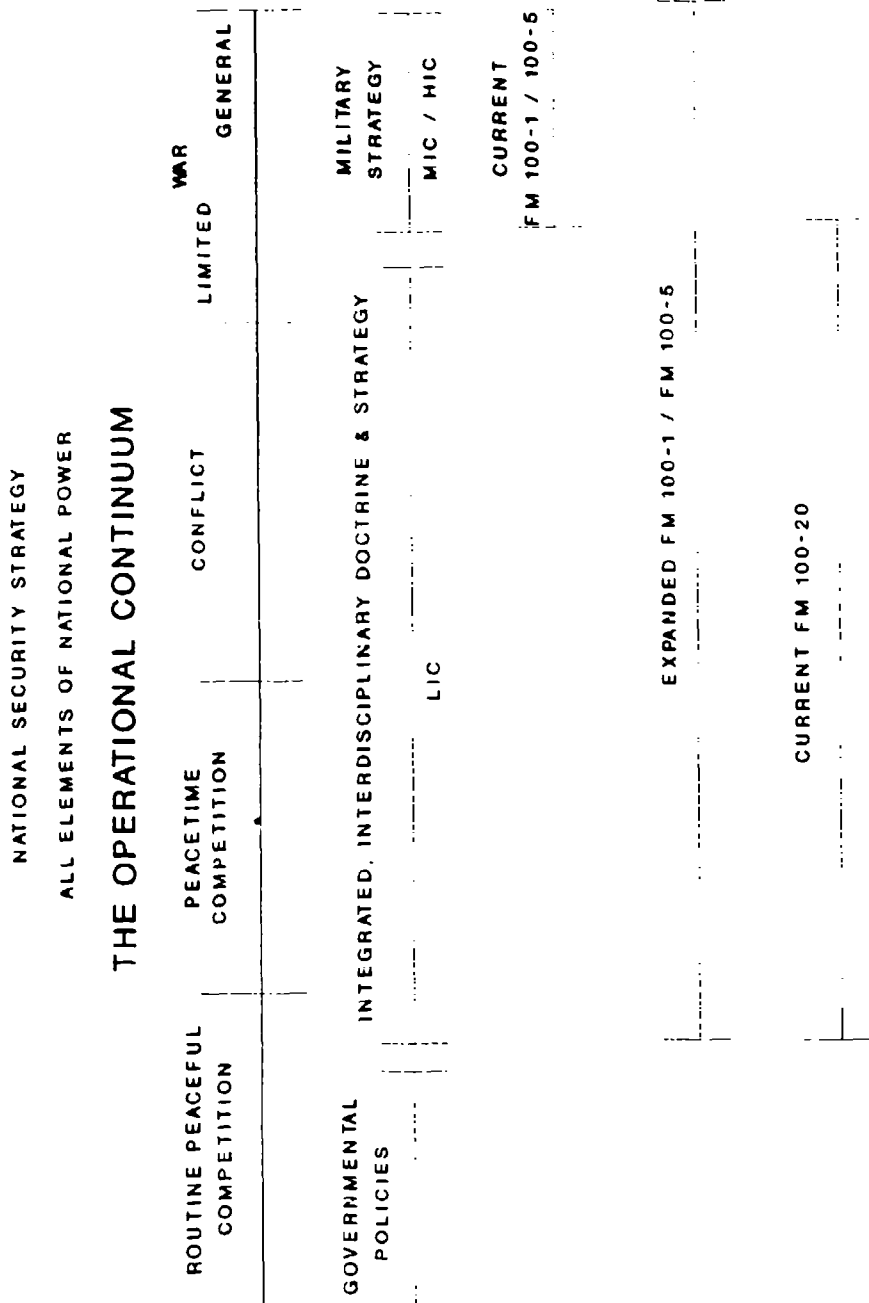 NATIONAL SECURITY STRATEGY
ALL ELEMENTS OF NATIONAL POWER
THE OPERATIONAL CONTINUUM
ROUTINE PEACEFUL
COMPETITION
PEACETIME
COMPETITION
CONFLICT
WAR
LIMITED
GENERAL
GOVERNMENTAL
POLICIES
INTEGRATED, INTERDISCIPLINARY DOCTRINE & STRATEGY
LIC
MILITARY
STRATEGY
MIC / HIC
CURRENT
FM 100-1 / 100-5
EXPANDED FM 100-1 / FM 100-5
CURRENT FM 100-20